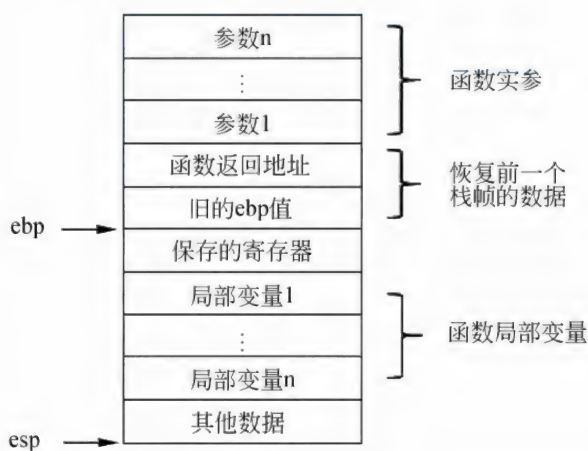 参数n
⋮
参数1
函数实参
函数返回地址
旧的ebp值
恢复前一个
栈帧的数据
ebp
保存的寄存器
局部变量1
⋮
局部变量n
函数局部变量
其他数据
esp